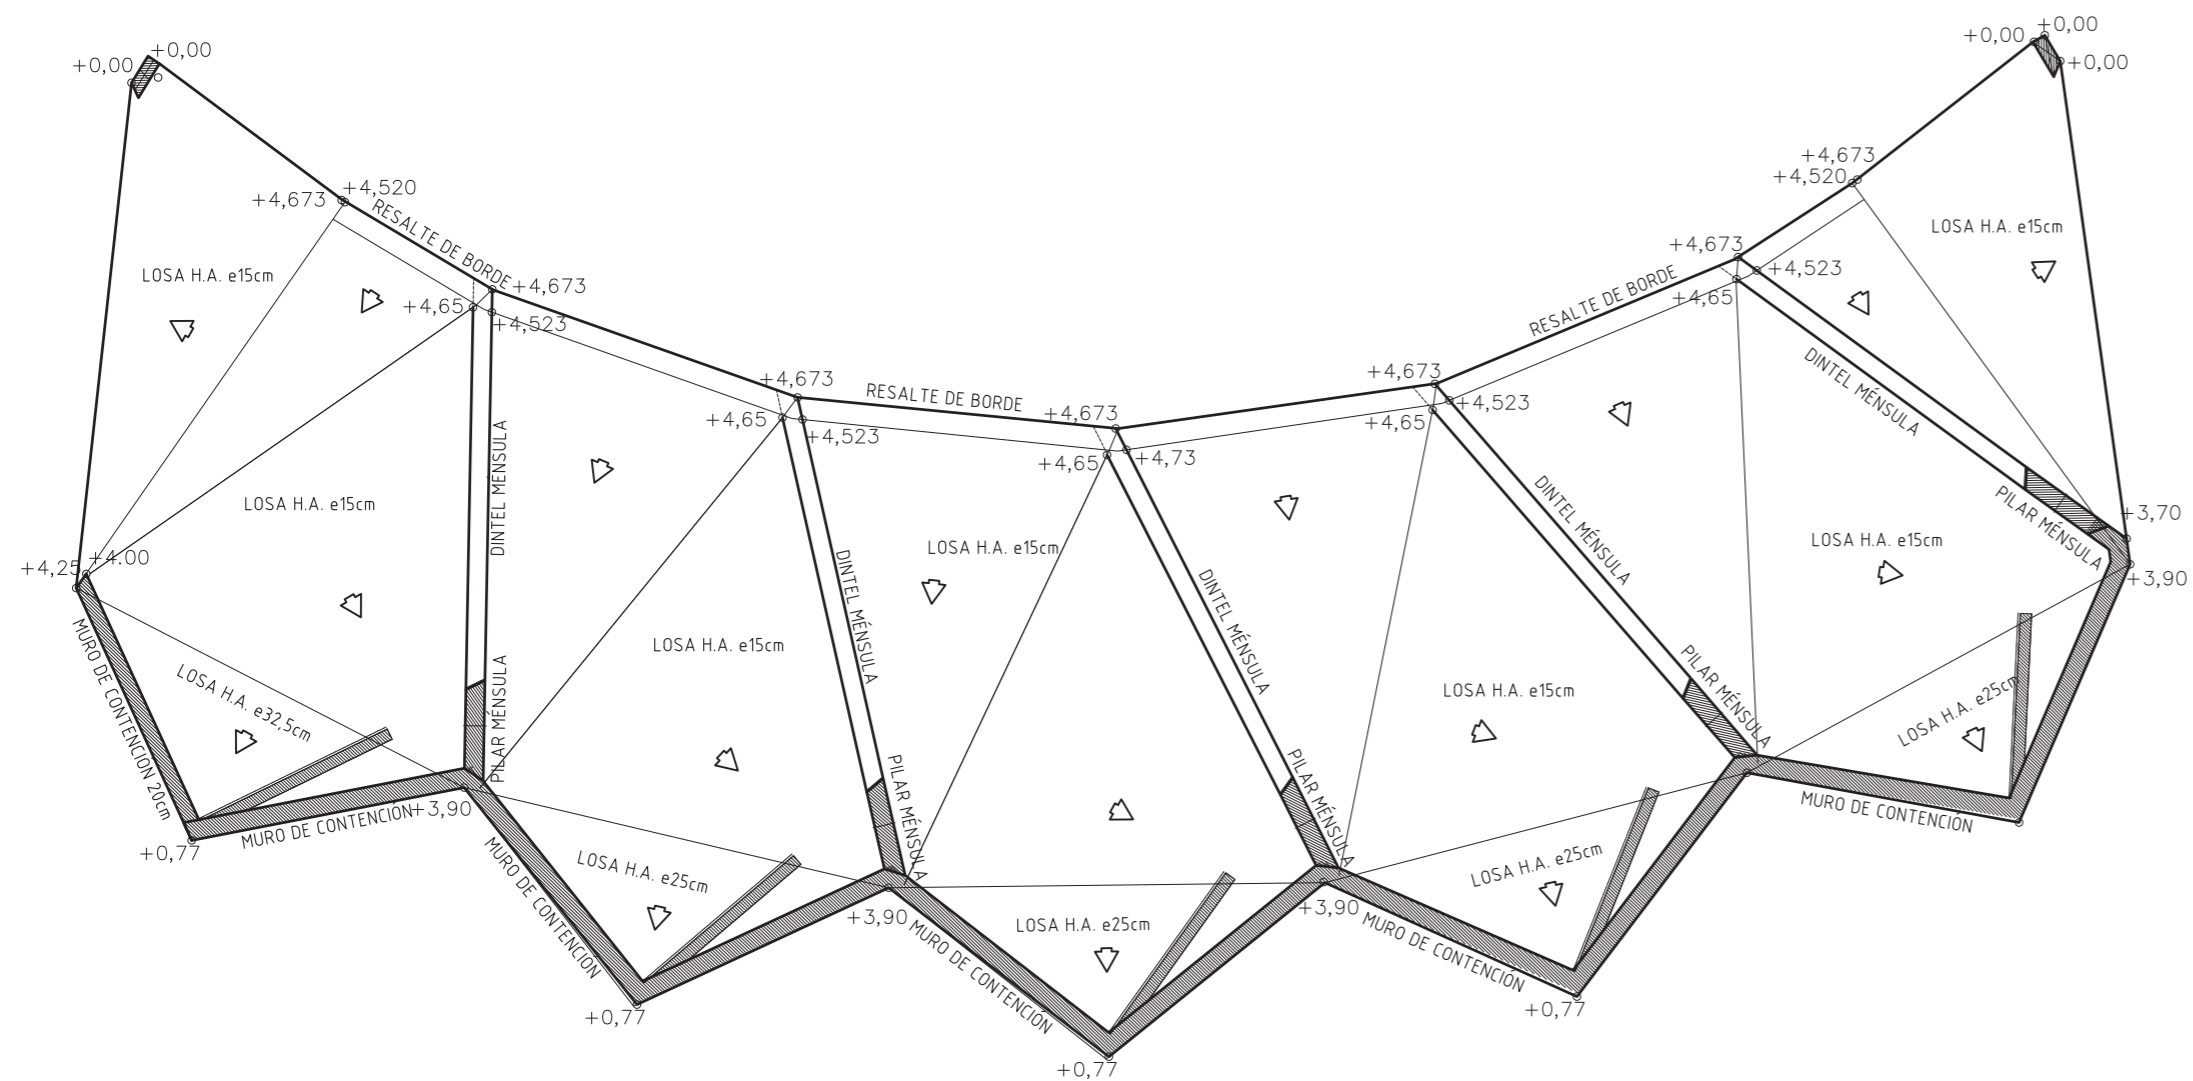 +0,00
+0,00
+0,00
+0,00
+0,00
+4,673
+4,520
+4,673
+4,520
RESALTE DE BORDE
LOSA H.A. e15cm
LOSA H.A. e15cm
+4,673
+4,65
+4,523
+4,673
+4,523
+4,65
RESALTE DE BORDE
+4,673
+4,65
+4,523
RESALTE DE BORDE
+4,673
+4,65
+4,73
+4,673
+4,65
+4,523
DINTEL MÉNSULA
LOSA H.A. e15cm
DINTEL MENSULA
DINTEL MÉNSULA
LOSA H.A. e15cm
DINTEL MÉNSULA
DINTEL MÉNSULA
LOSA H.A. e15cm
PILAR MÉNSULA
+3,70
+3,90
+4,25
+4.00
MURO DE CONTENCION 20cm
LOSA H.A. e32,5cm
PILAR MÉNSULA
LOSA H.A. e15cm
LOSA H.A. e15cm
PILAR MÉNSULA
LOSA H.A. e25cm
PILAR MÉNSULA
PILAR MÉNSULA
MURO DE CONTENCIÓN
+3,90
MURO DE CONTENCIÓN
+0,77
MURO DE CONTENCIÓN
LOSA H.A. e25cm
+3,90
LOSA H.A. e25cm
+3,90
LOSA H.A. e25cm
MURO DE CONTENCIÓN
MURO DE CONTENCIÓN
+0,77
+0,77
+0,77